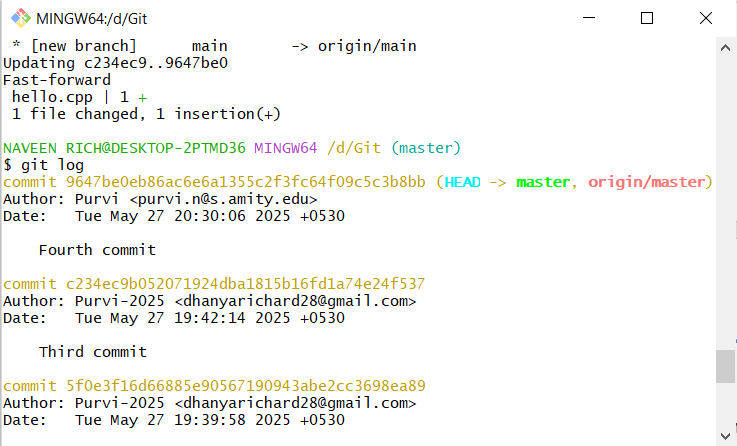 MINGW64:/d/Git
 * [new branch]      main       -> origin/main
Updating c234ec9..9647be0
Fast-forward
 hello.cpp | 1 +
 1 file changed, 1 insertion(+)
NAVEEN RICH@DESKTOP-2PTMD36 MINGW64 /d/Git (master)
$ git log
commit 9647be0eb86ac6e6a1355c2f3fc64f09c5c3b8bb (HEAD -> master, origin/master)
Author: Purvi <purvi.n@s.amity.edu>
Date:   Tue May 27 20:30:06 2025 +0530
    Fourth commit
commit c234ec9b052071924dba1815b16fd1a74e24f537
Author: Purvi-2025 <dhanyarichard28@gmail.com>
Date:   Tue May 27 19:42:14 2025 +0530
    Third commit
commit 5f0e3f16d66885e90567190943abe2cc3698ea89
Author: Purvi-2025 <dhanyarichard28@gmail.com>
Date:   Tue May 27 19:39:58 2025 +0530